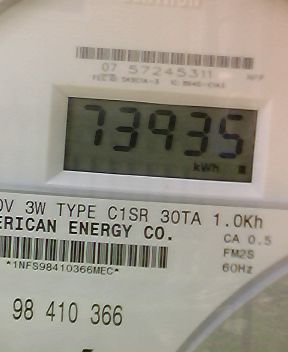 07 57245311
73935
kWh
0V 3W TYPE C1SR 30TA 1.0Kh
ERICAN ENERGY CO.
CA 0.5
FM2S
60Hz
*1NFS98410366MEC*
98 410 366